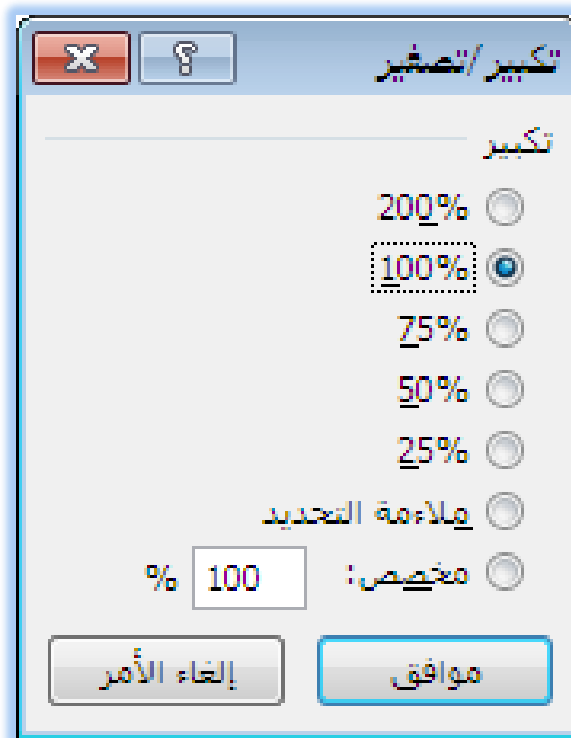 تكبير/تصغير
تكبير
200%
100%
75%
50%
25%
ملاءمة التحديد
مخصص: 100 %
موافق إلغاء الأمر